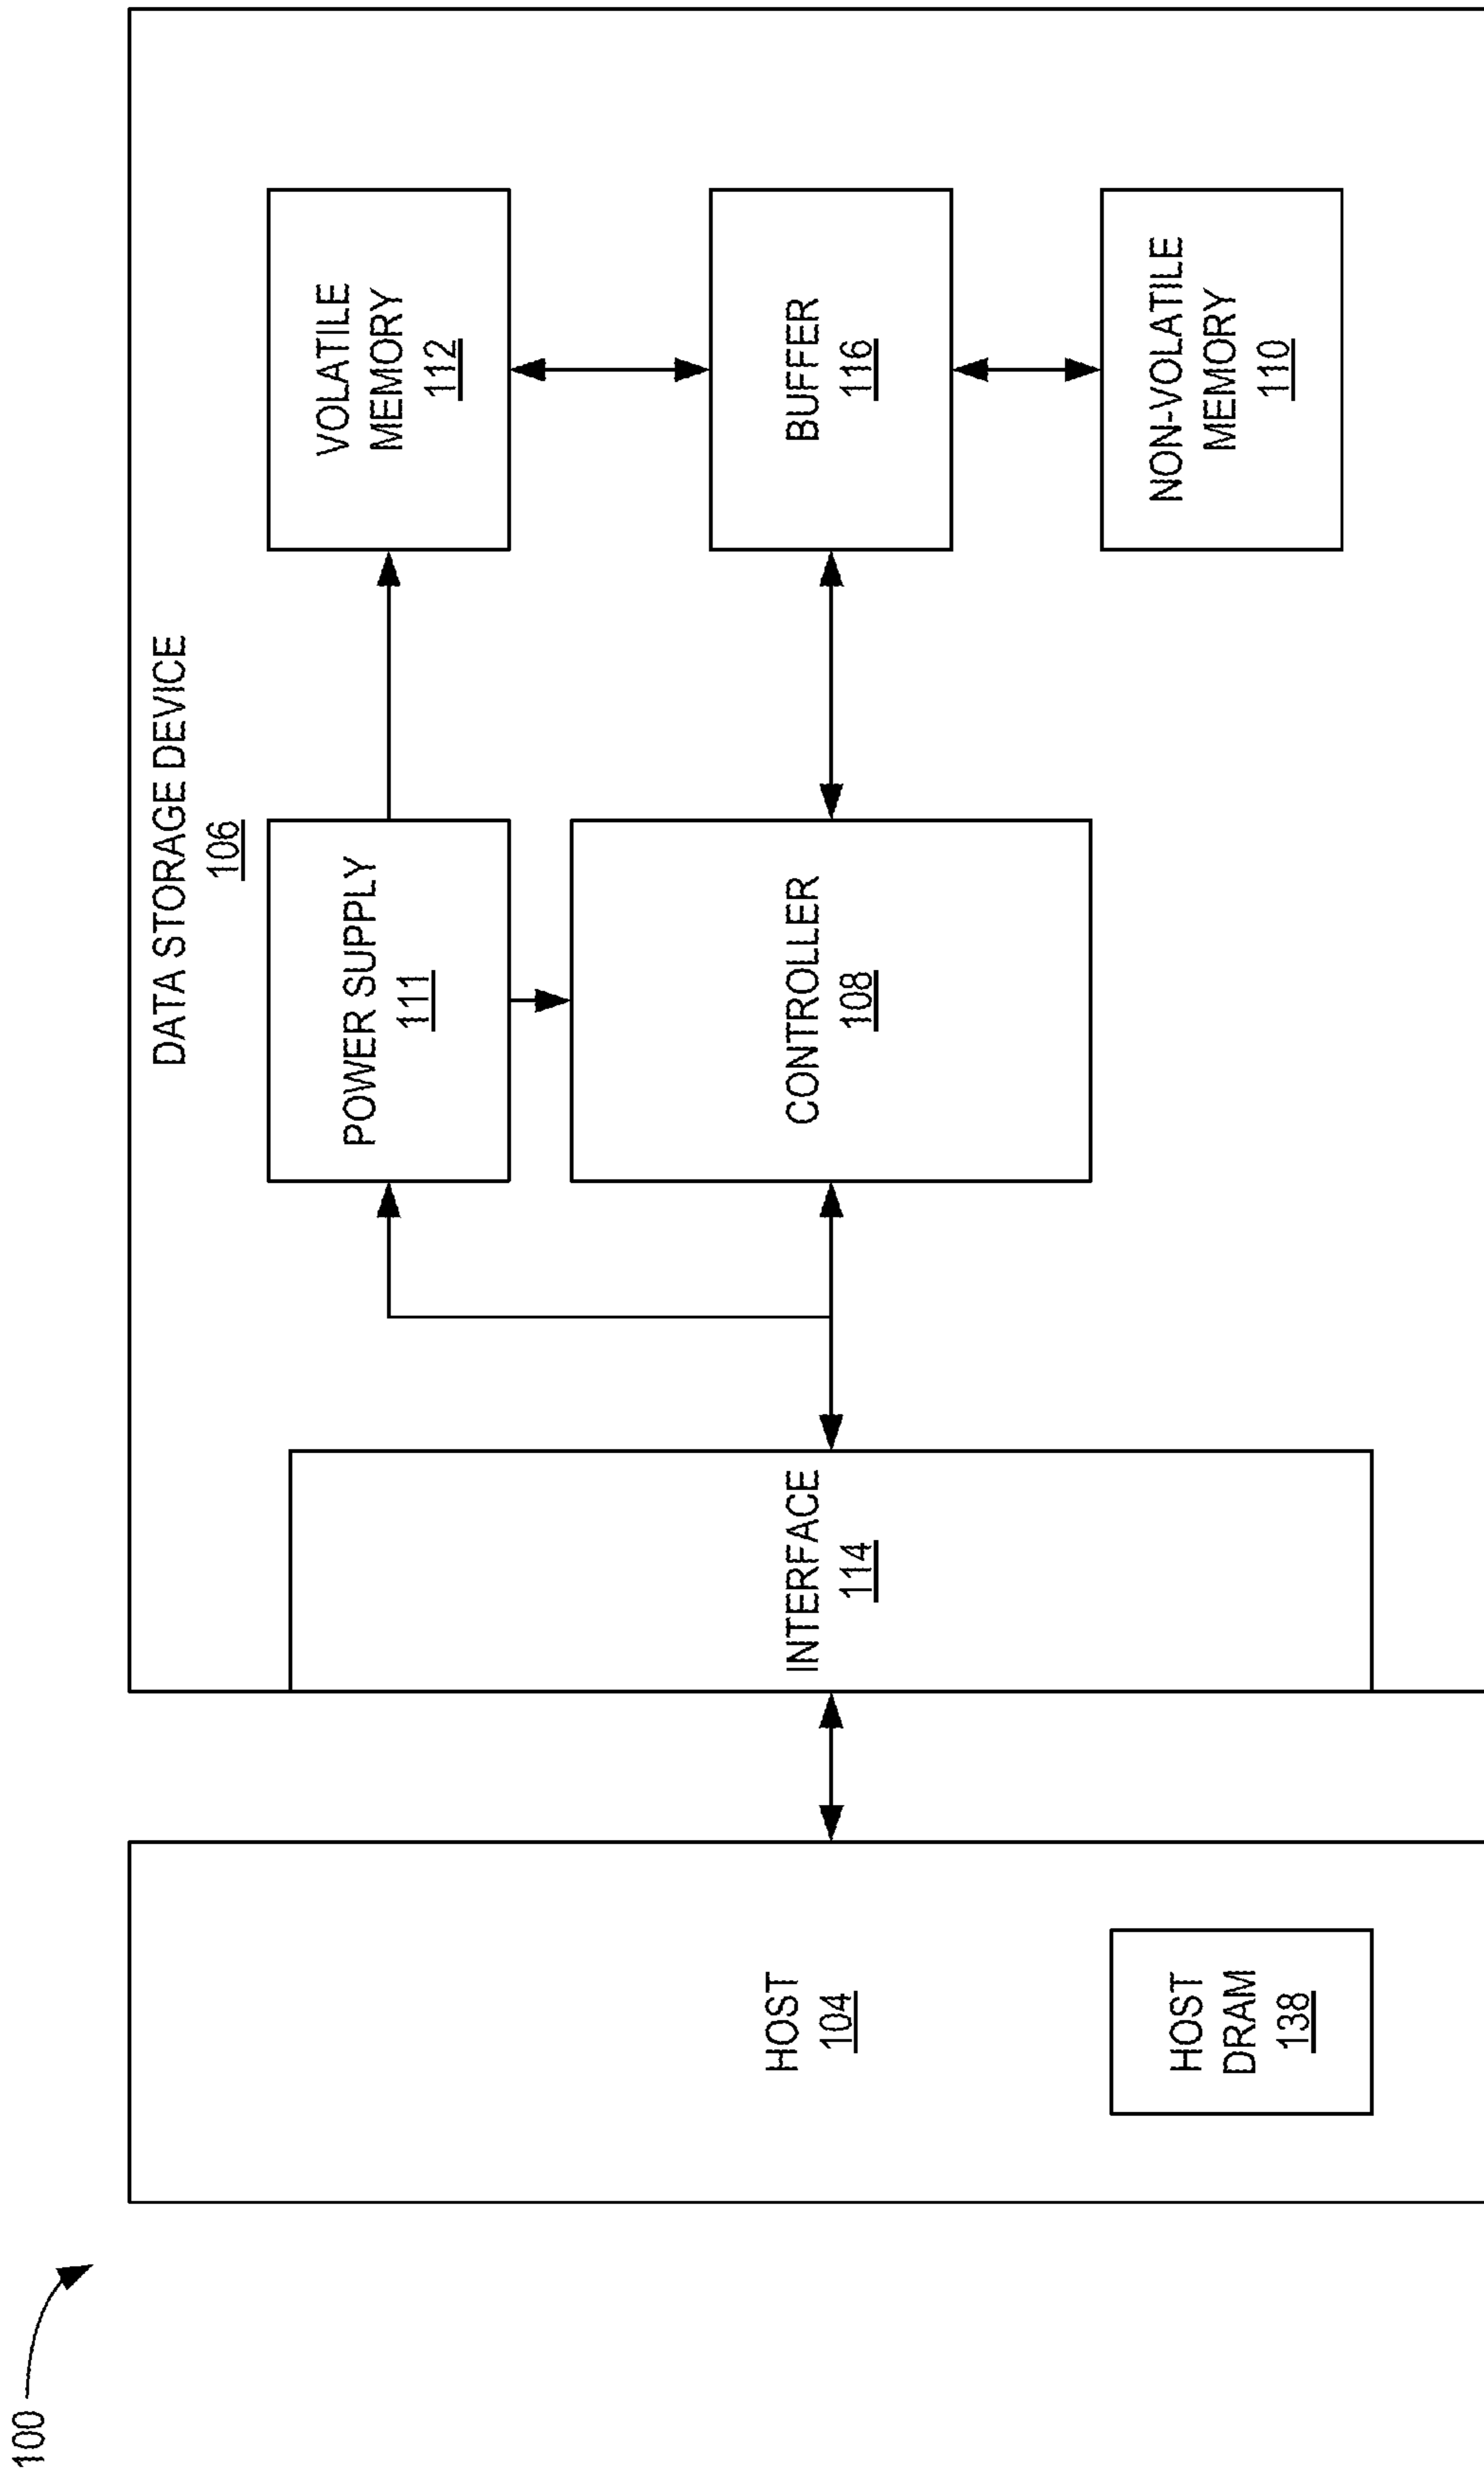 100
HOST
104
HOST
DRAM
138
DATA STORAGE DEVICE
106
INTERFACE
114
POWER SUPPLY
111
CONTROLLER
108
VOLATILE
MEMORY
112
BUFFER
116
NON-VOLATILE
MEMORY
110